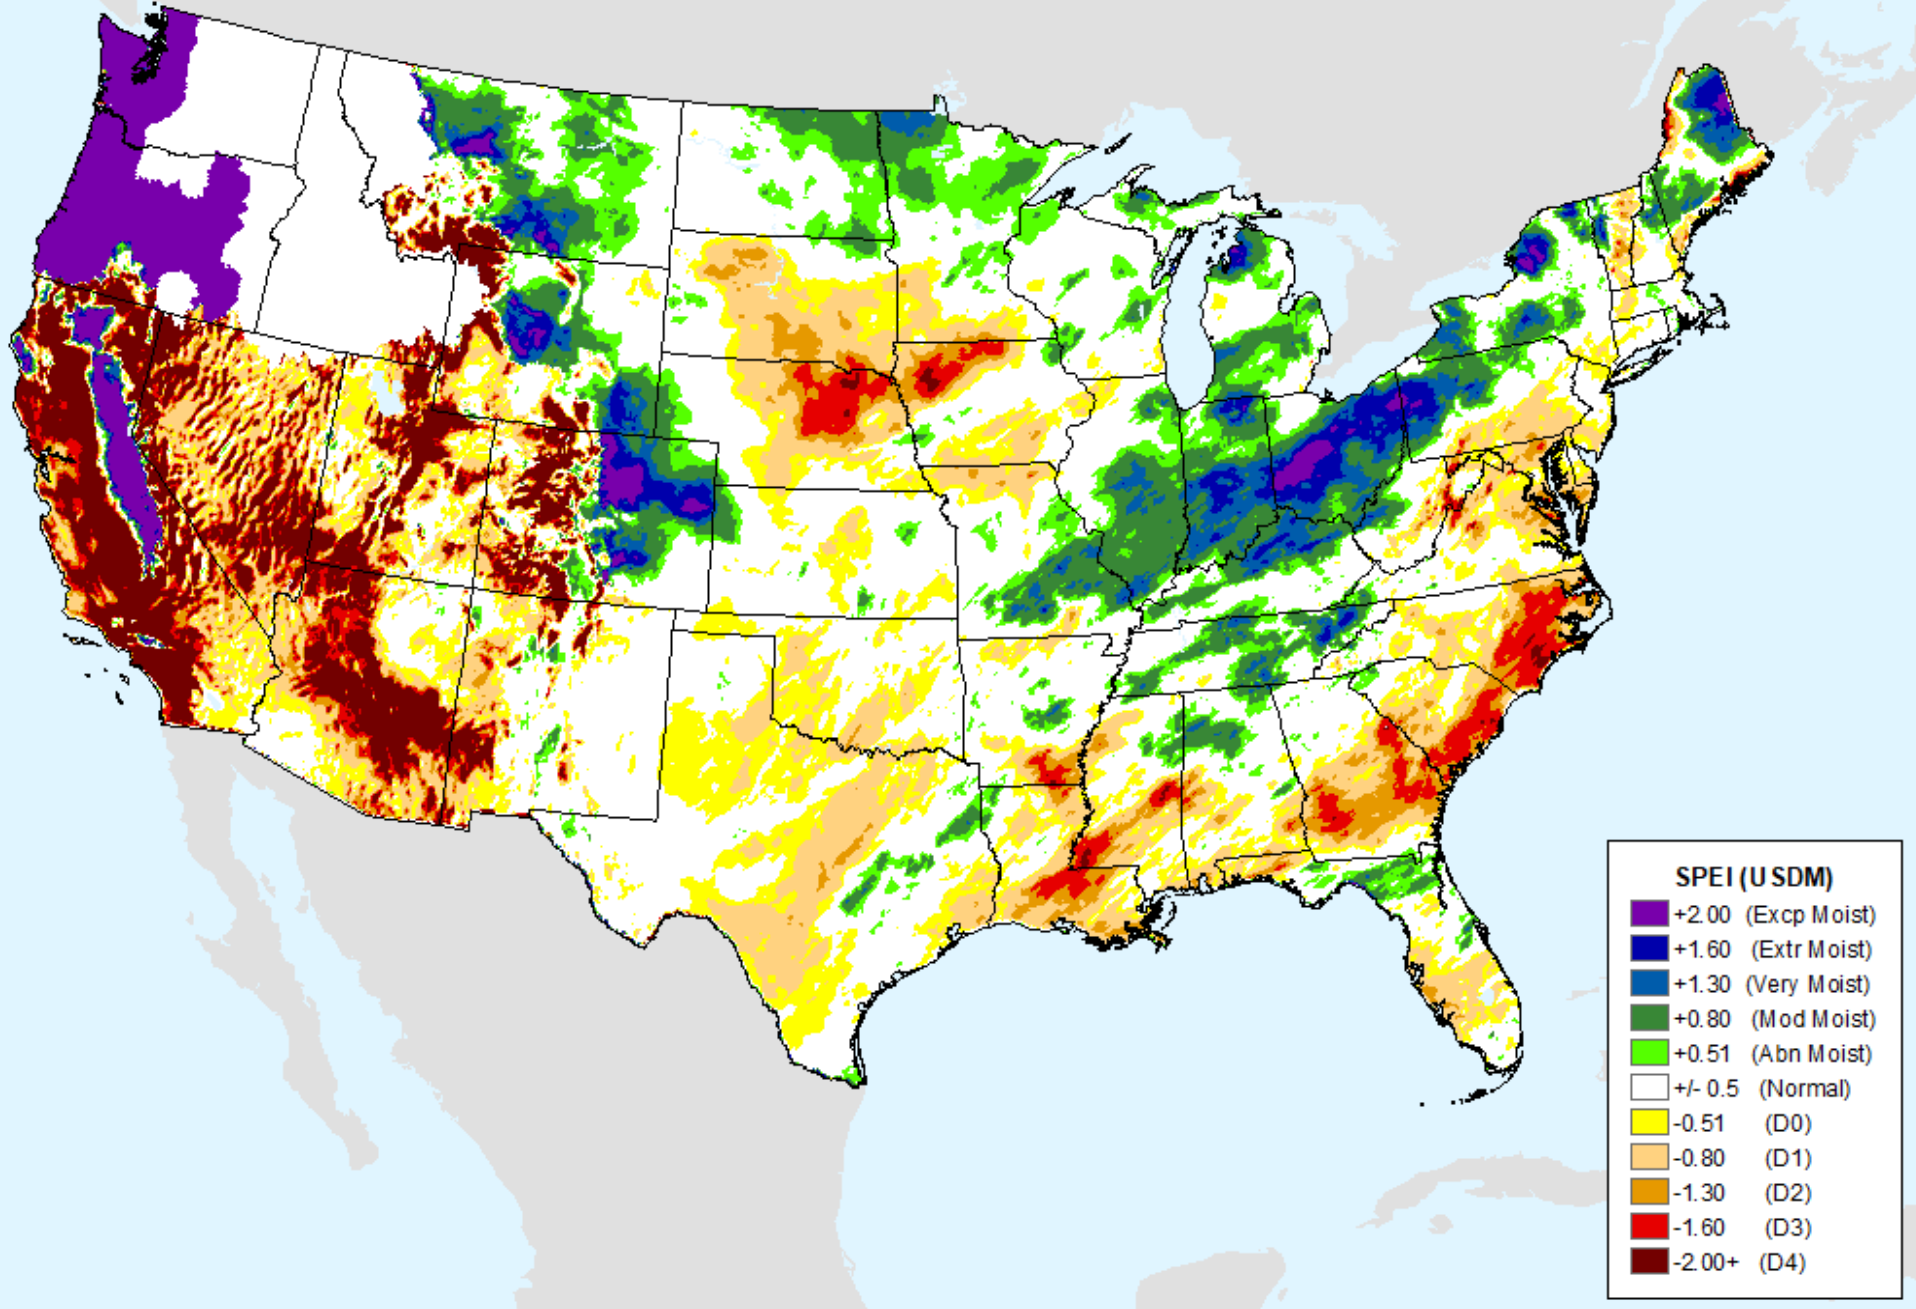 SPEI (USDM)
+2.00 (Excp Moist)
+1.60 (Extr Moist)
+1.30 (Very Moist)
+0.80 (Mod Moist)
+0.51 (Abn Moist)
+/- 0.5 (Normal)
-0.51 (D0)
-0.80 (D1)
-1.30 (D2)
-1.60 (D3)
-2.00+ (D4)